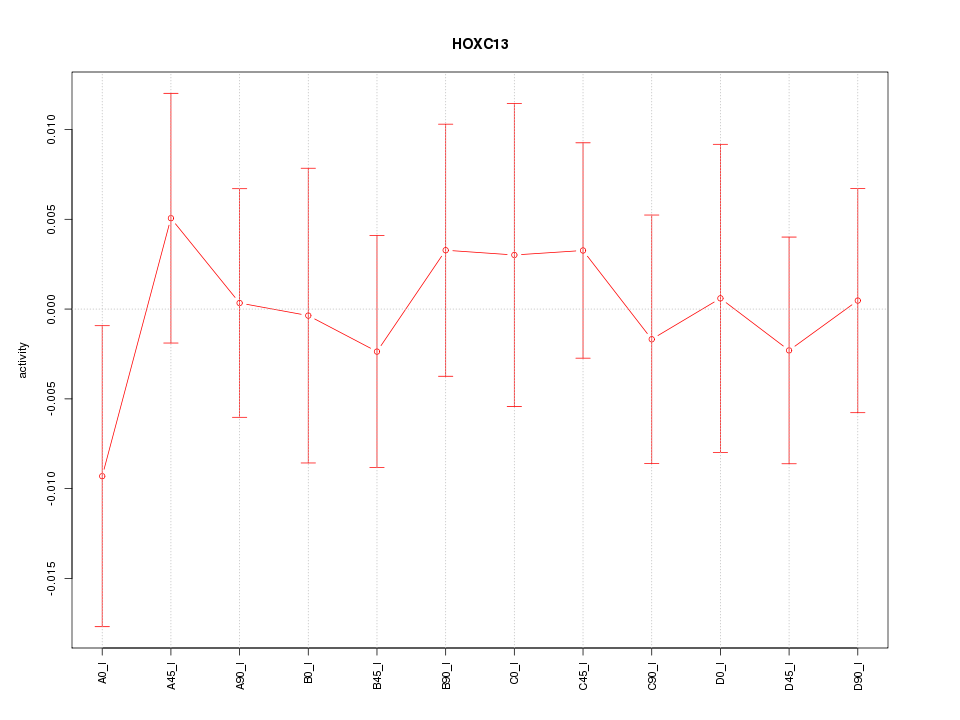 HOXC13
activity
0.010
0.005
0.000
-0.005
-0.010
-0.015
A0_I
A45_I
A90_I
B0_I
B45_I
B90_I
C0_I
C45_I
C90_I
D0_I
D45_I
D90_I